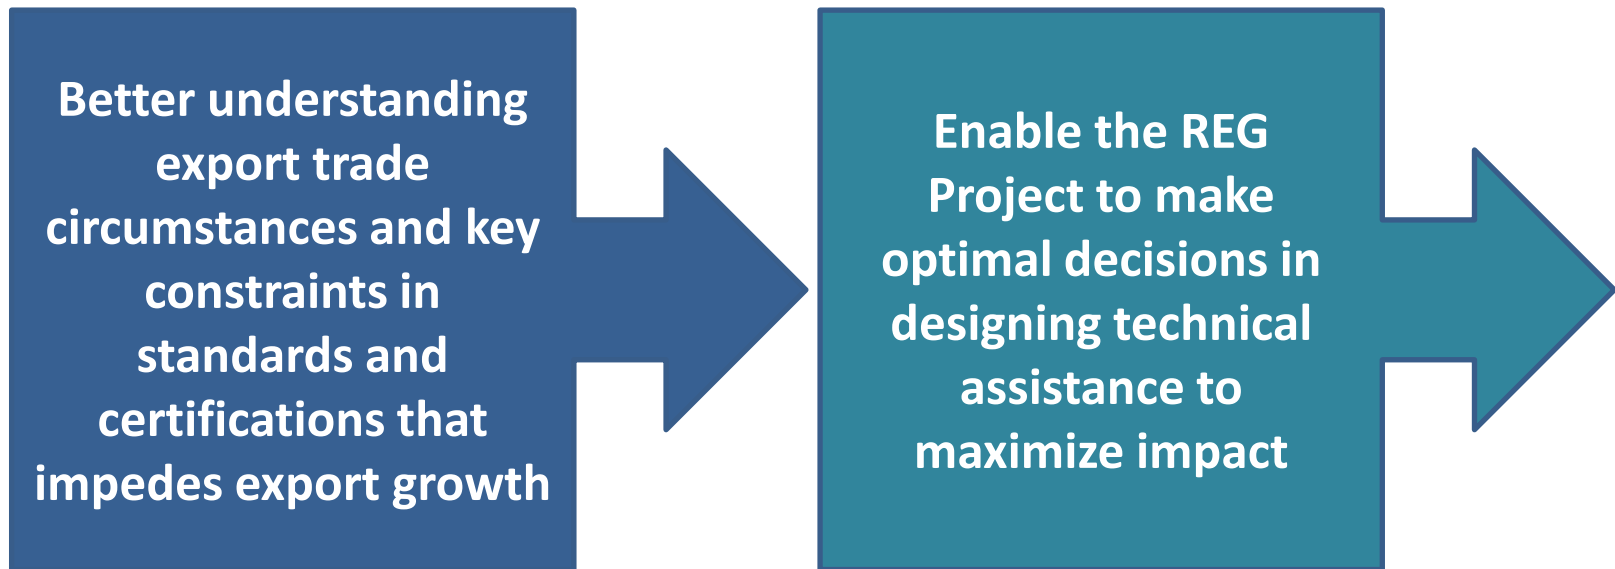 Better understanding
export trade
circumstances and key
constraints in
standards and
certifications that
impedes export growth
Enable the REG
Project to make
optimal decisions in
designing technical
assistance to
maximize impact